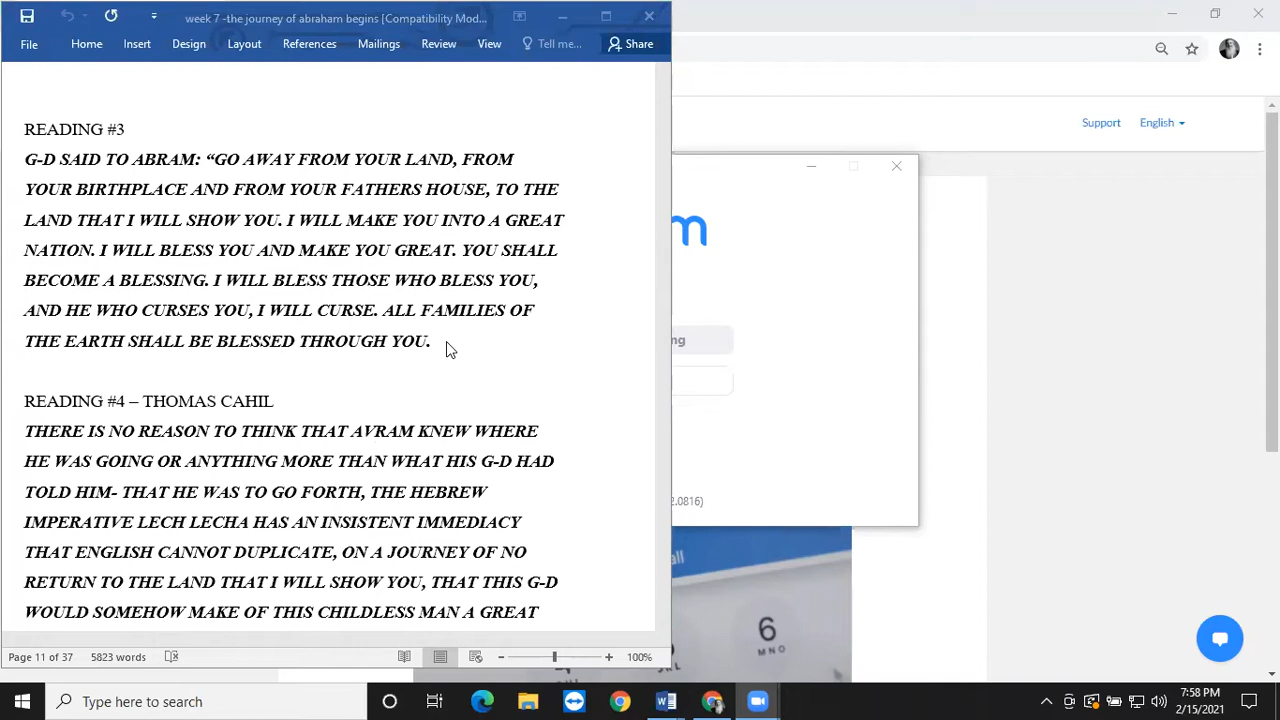 week 7 -the journey of abraham begins [Compatibility Mod...
File Home Insert Design Layout References Mailings Review View Tell me... Share
Support English
READING #3
G-D SAID TO ABRAM: “GO AWAY FROM YOUR LAND, FROM
YOUR BIRTHPLACE AND FROM YOUR FATHERS HOUSE, TO THE
LAND THAT I WILL SHOW YOU. I WILL MAKE YOU INTO A GREAT
NATION. I WILL BLESS YOU AND MAKE YOU GREAT. YOU SHALL
BECOME A BLESSING. I WILL BLESS THOSE WHO BLESS YOU,
AND HE WHO CURSES YOU, I WILL CURSE. ALL FAMILIES OF
THE EARTH SHALL BE BLESSED THROUGH YOU.
READING #4 – THOMAS CAHIL
THERE IS NO REASON TO THINK THAT AVRAM KNEW WHERE
HE WAS GOING OR ANYTHING MORE THAN WHAT HIS G-D HAD
TOLD HIM- THAT HE WAS TO GO FORTH, THE HEBREW
IMPERATIVE LECH LECHA HAS AN INSISTENT IMMEDIACY
THAT ENGLISH CANNOT DUPLICATE, ON A JOURNEY OF NO
RETURN TO THE LAND THAT I WILL SHOW YOU, THAT THIS G-D
WOULD SOMEHOW MAKE OF THIS CHILDLESS MAN A GREAT
m
ng
2.0816)
all
6
MNO
Page 11 of 37 5823 words 100%
Type here to search
7:58 PM
2/15/2021